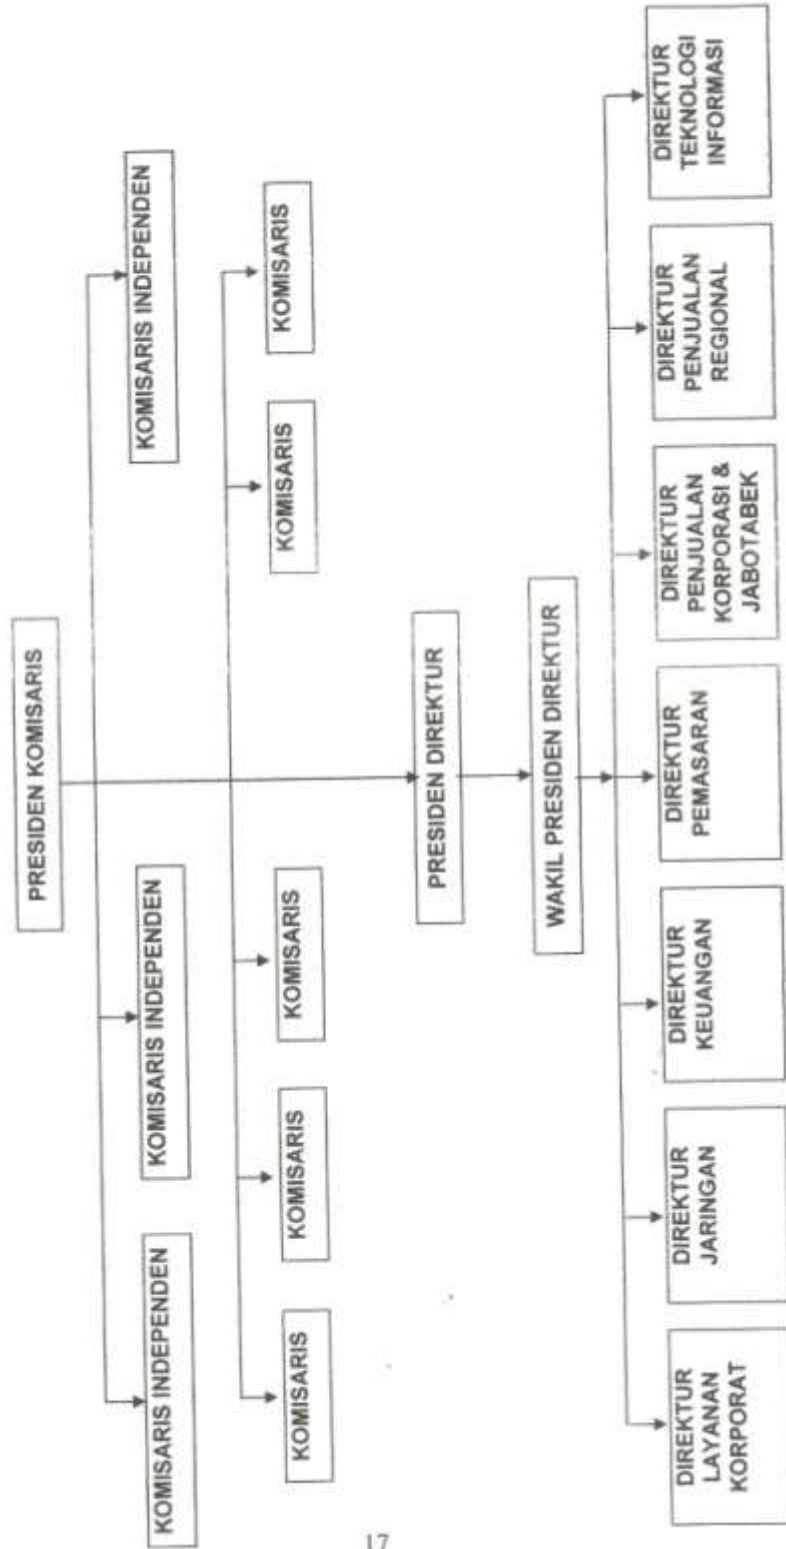 PRESIDEN KOMISARIS
KOMISARIS INDEPENDEN
KOMISARIS INDEPENDEN
KOMISARIS INDEPENDEN
KOMISARIS
KOMISARIS
KOMISARIS
KOMISARIS
KOMISARIS
PRESIDEN DIREKTUR
WAKIL PRESIDEN DIREKTUR
DIREKTUR
LAYANAN
KORPORAT
DIREKTUR
JARINGAN
DIREKTUR
KEUANGAN
DIREKTUR
PEMASARAN
DIREKTUR
PENJUALAN
KORPORASI &
JABOTABEK
DIREKTUR
PENJUALAN
REGIONAL
DIREKTUR
TEKNOLOGI
INFORMASI
17